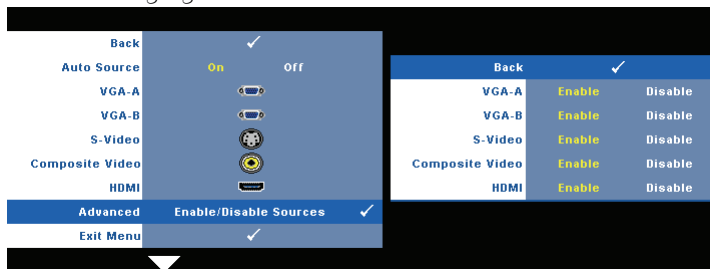 Back
Auto Source On Off
VGA-A
VGA-B
S-Video
Composite Video
HDMI
Advanced Enable/Disable Sources
Exit Menu
Back
VGA-A Enable Disable
VGA-B Enable Disable
S-Video Enable Disable
Composite Video Enable Disable
HDMI Enable Disable